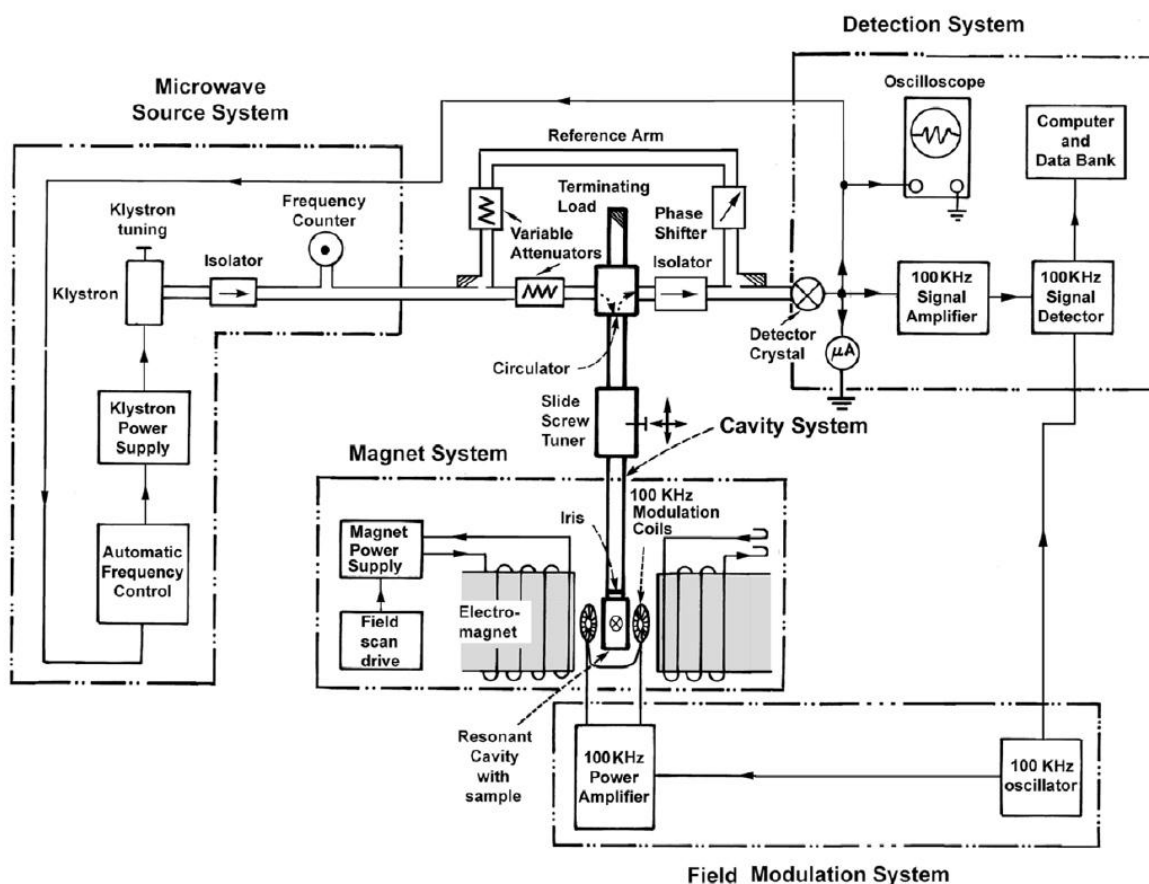 Detection System
Microwave
Source System
Oscilloscope
Computer
and
Data Bank
Reference Arm
Klystron
tuning
Frequency
Counter
Terminating
Load
Variable
Attenuators
Phase
Shifter
Isolator
Isolator
Klystron
100KHz
Signal
Amplifier
100KHz
Signal
Detector
Detector
Crystal
μA
Circulator
Klystron
Power
Supply
Slide
Screw
Tuner
Cavity System
Magnet System
100 KHz
Modulation
Coils
Iris
Magnet
Power
Supply
Automatic
Frequency
Control
Electro-
magnet
Field scan
drive
Resonant
Cavity
with
sample
100KHz
Power
Amplifier
100 KHz
oscillator
Field Modulation System